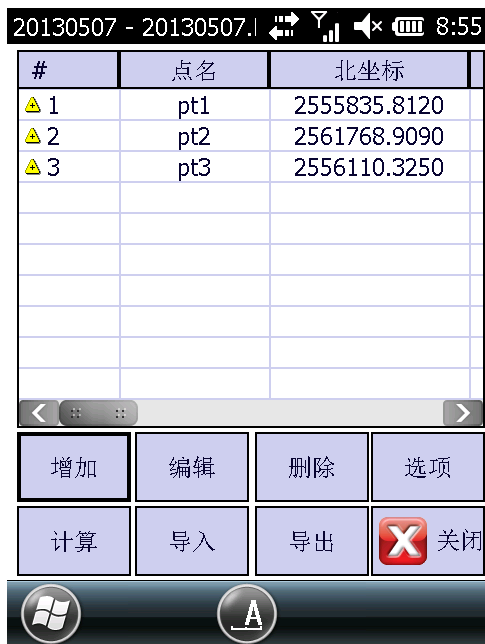 20130507 - 20130507.l 8:55
# 点名 北坐标
1 pt1 2555835.8120
2 pt2 2561768.9090
3 pt3 2556110.3250
增加 编辑 删除 选项
计算 导入 导出 关闭
A